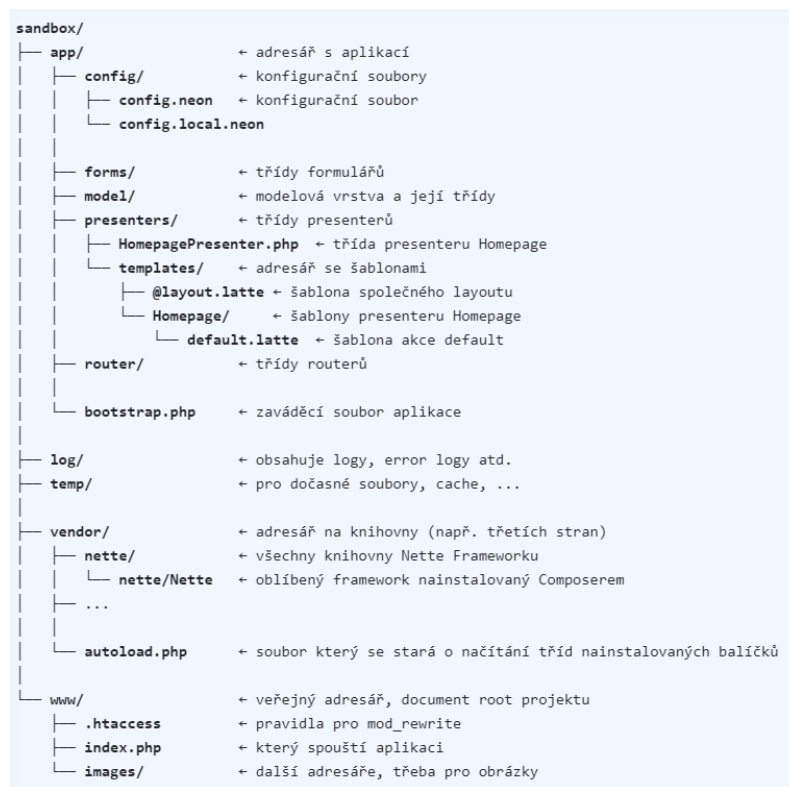 sandbox/
├── app/                  ← adresář s aplikací
│   ├── config/           ← konfigurační soubory
│   │   ├── config.neon   ← konfigurační soubor
│   │   └── config.local.neon
│   │
│   ├── forms/            ← třídy formulářů
│   ├── model/            ← modelová vrstva a její třídy
│   ├── presenters/       ← třídy presenterů
│   │   ├── HomepagePresenter.php  ← třída presenteru Homepage
│   │   └── templates/    ← adresář se šablonami
│   │       ├── @layout.latte ← šablona společného layoutu
│   │       └── Homepage/     ← šablony presenteru Homepage
│   │           └── default.latte  ← šablona akce default
│   ├── router/           ← třídy routerů
│   │
│   └── bootstrap.php     ← zaváděcí soubor aplikace
│
├── log/                  ← obsahuje logy, error logy atd.
├── temp/                 ← pro dočasné soubory, cache, ...
│
├── vendor/               ← adresář na knihovny (např. třetích stran)
│   ├── nette/            ← všechny knihovny Nette Frameworku
│   │   └── nette/Nette   ← oblíbený framework nainstalovaný Composerem
│   ├── ...
│   │
│   └── autoload.php      ← soubor který se stará o načítání tříd nainstalovaných balíčků
│
└── www/                  ← veřejný adresář, document root projektu
    ├── .htaccess         ← pravidla pro mod_rewrite
    ├── index.php         ← který spouští aplikaci
    └── images/           ← další adresáře, třeba pro obrázky